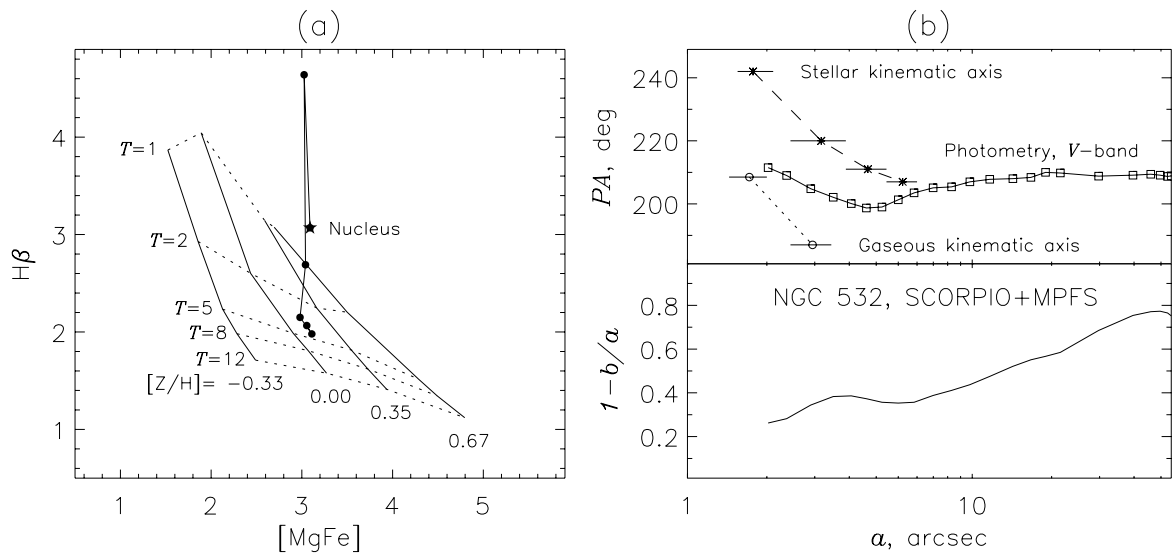 (a)
4
3
2
1
Hβ
T=1
T=2
T=5
T=8
T=12
[Z/H]= −0.33
0.00
0.35
0.67
Nucleus
1
2
3
4
5
[MgFe]
(b)
240
220
200
PA, deg
Stellar kinematic axis
Photometry, V−band
Gaseous kinematic axis
NGC 532, SCORPIO+MPFS
0.8
0.6
0.4
0.2
1−b/a
1
10
a, arcsec